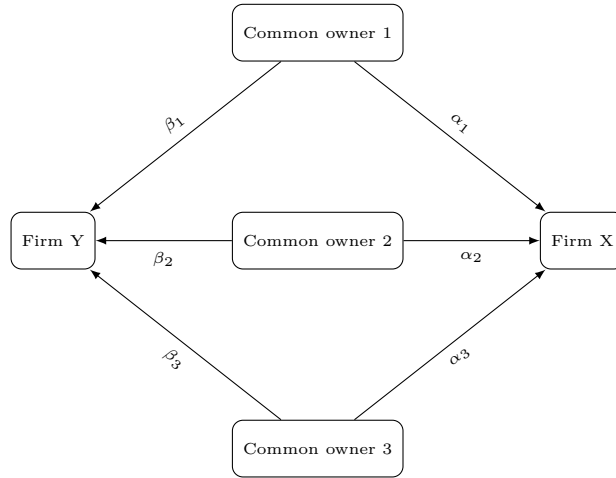 Common owner 1
β1
α1
Firm Y
Common owner 2
Firm X
β2
α2
β3
α3
Common owner 3